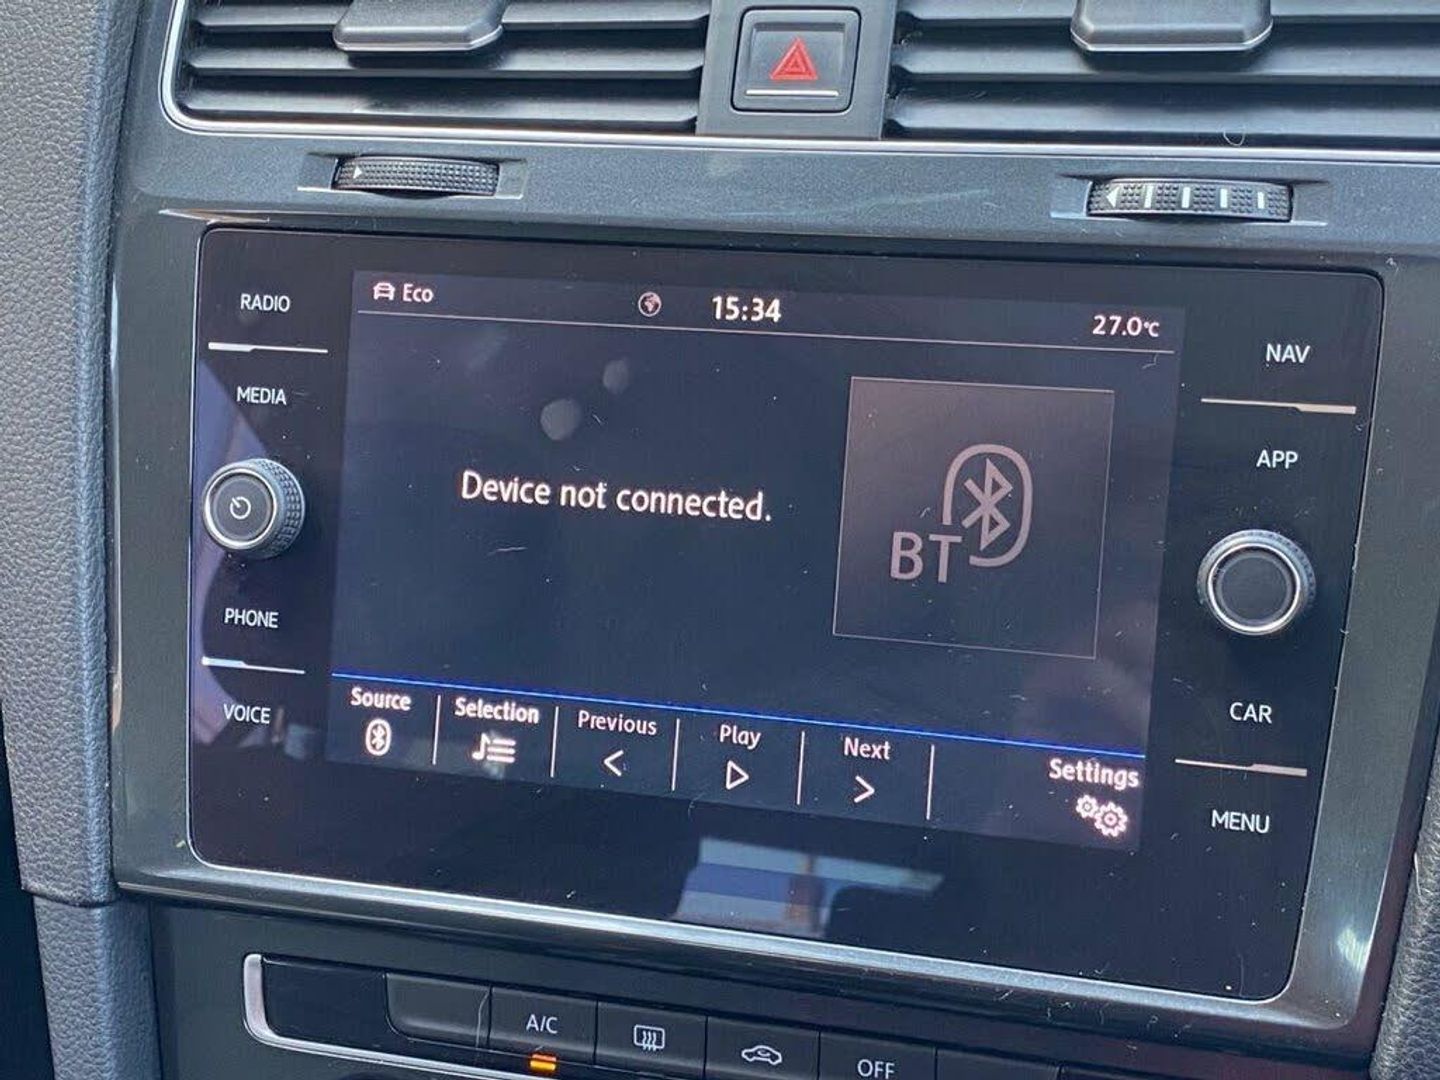 RADIO
MEDIA
PHONE
VOICE
Eco
15:34
27.0°C
Device not connected.
BT
Source
Selection
Previous
Play
Next
Settings
NAV
APP
CAR
MENU
A/C
OFF